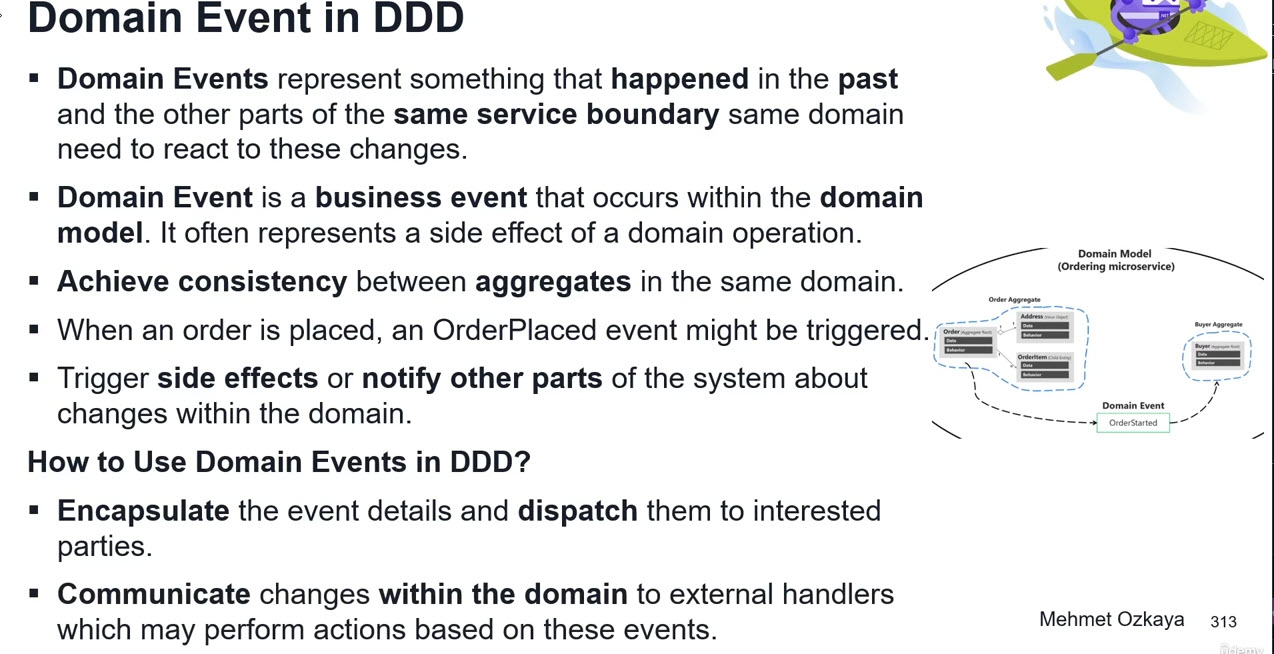 Domain Event in DDD
▪ Domain Events represent something that happened in the past
and the other parts of the same service boundary same domain
need to react to these changes.
▪ Domain Event is a business event that occurs within the domain
model. It often represents a side effect of a domain operation.
▪ Achieve consistency between aggregates in the same domain.
▪ When an order is placed, an OrderPlaced event might be triggered.
▪ Trigger side effects or notify other parts of the system about
changes within the domain.
How to Use Domain Events in DDD?
▪ Encapsulate the event details and dispatch them to interested
parties.
▪ Communicate changes within the domain to external handlers
which may perform actions based on these events.
Domain Model
(Ordering microservice)
Order Aggregate
Order (Aggregate Root)
Data
Behavior
Address (Value Object)
Data
Behavior
OrderItem (Child Entity)
Data
Behavior
Buyer Aggregate
Buyer (Aggregate Root)
Data
Behavior
Domain Event
OrderStarted
Mehmet Ozkaya 313
Udemy